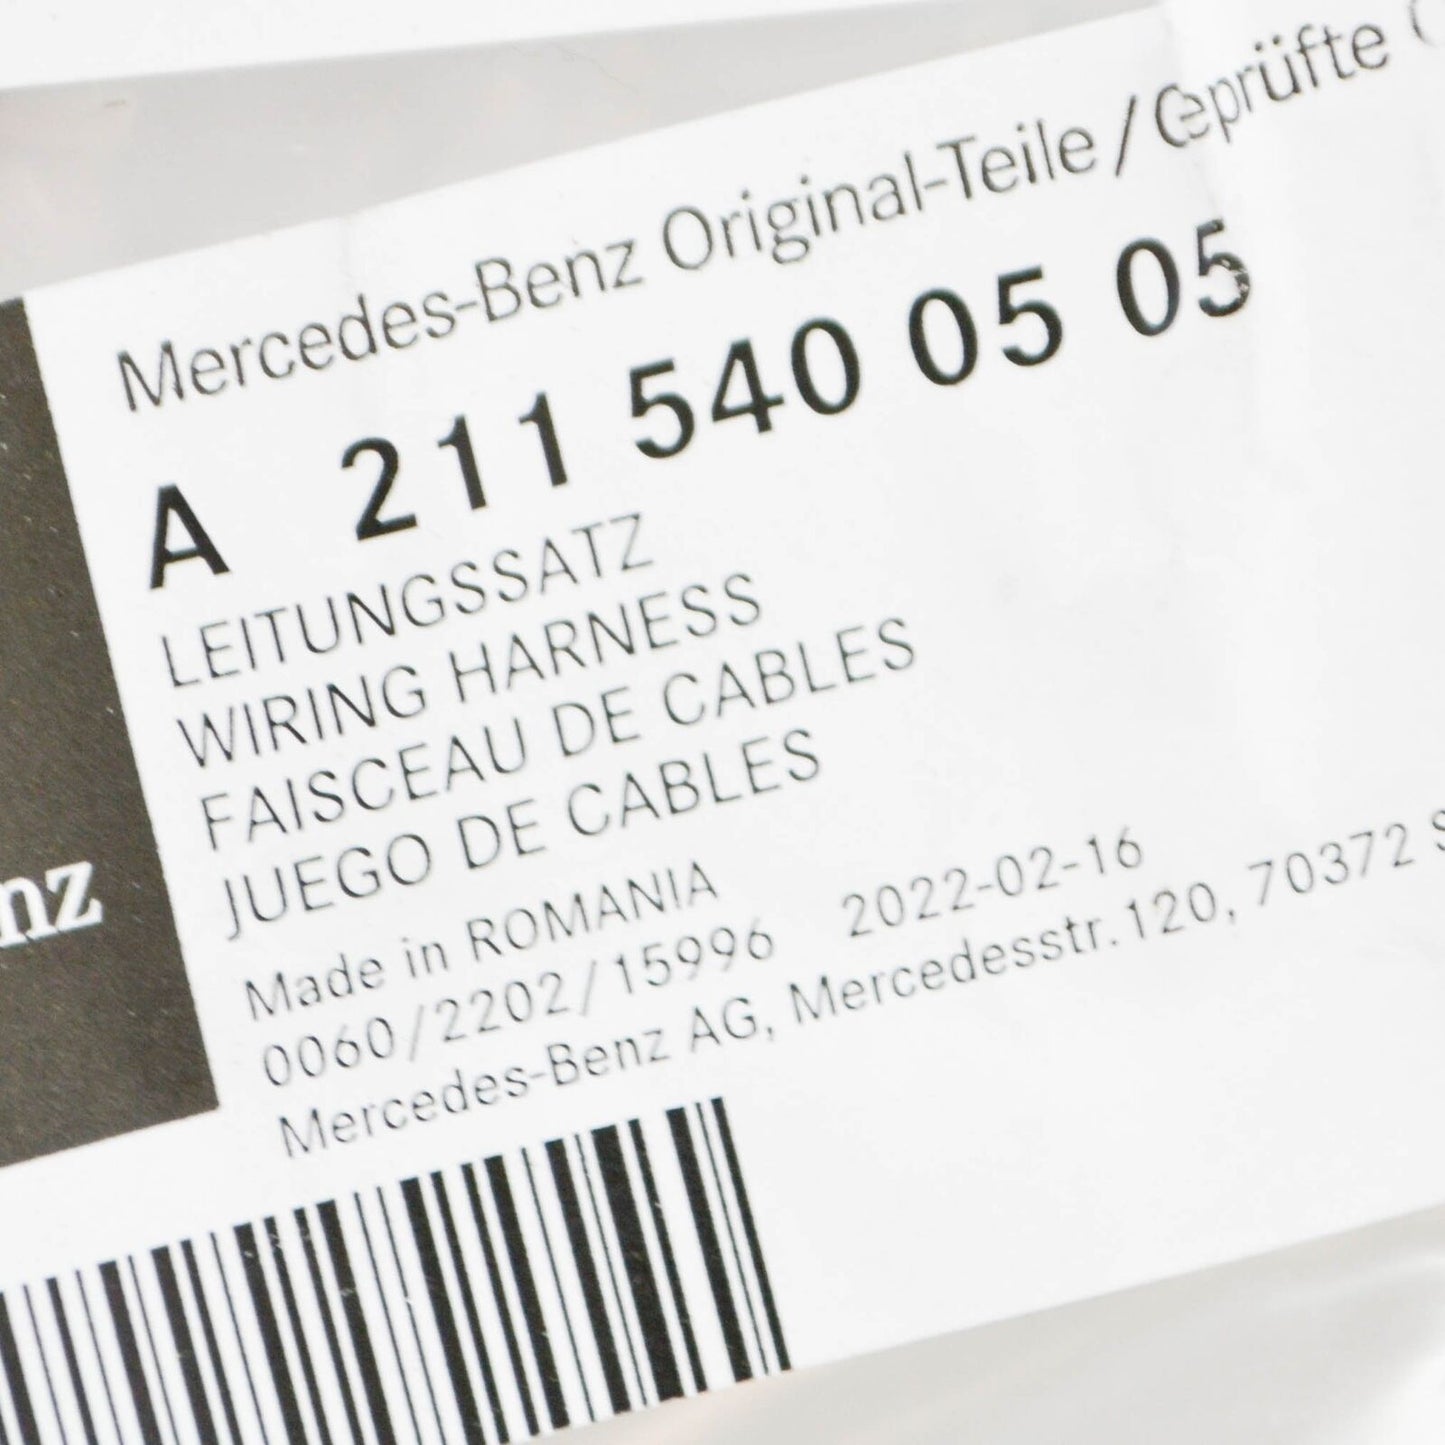 Mercedes-Benz Original-Teile / Geprüfte
A 211 540 05 05
LEITUNGSSATZ
WIRING HARNESS
FAISCEAU DE CABLES
JUEGO DE CABLES
Made in ROMANIA
0060/2202/15996 2022-02-16
Mercedes-Benz AG, Mercedesstr. 120, 70372 S
nz